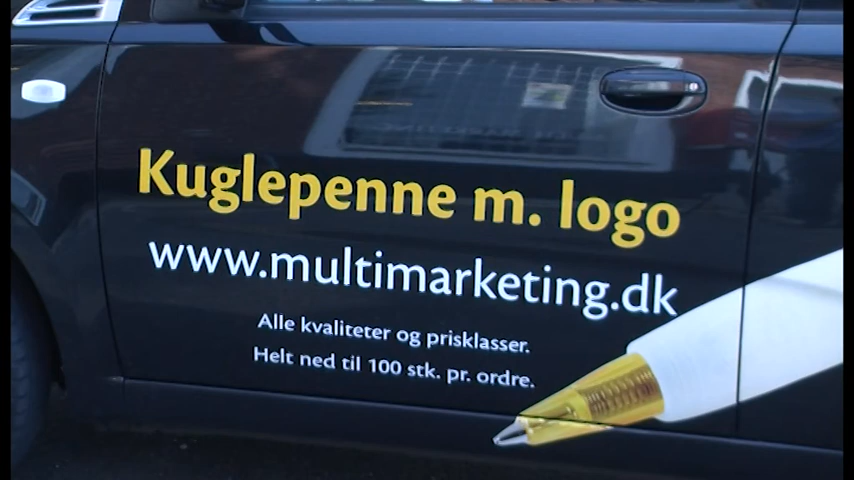 Kuglepenne m. logo
www.multimarketing.dk
Alle kvaliteter og prisklasser.
Helt ned til 100 stk. pr. ordre.